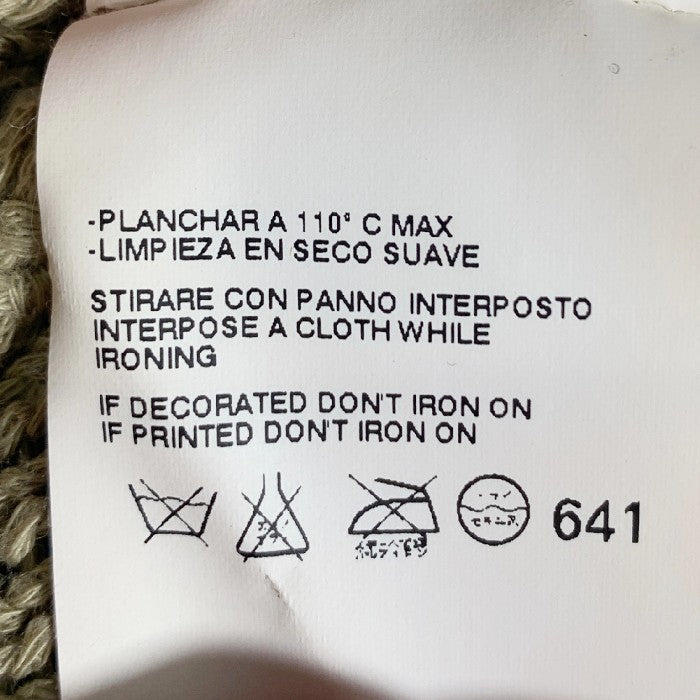 -PLANCHAR A 110° C MAX
-LIMPIEZA EN SECO SUAVE
STIRARE CON PANNO INTERPOSTO
INTERPOSE A CLOTH WHILE
IRONING
IF DECORATED DON'T IRON ON
IF PRINTED DON'T IRON ON
641